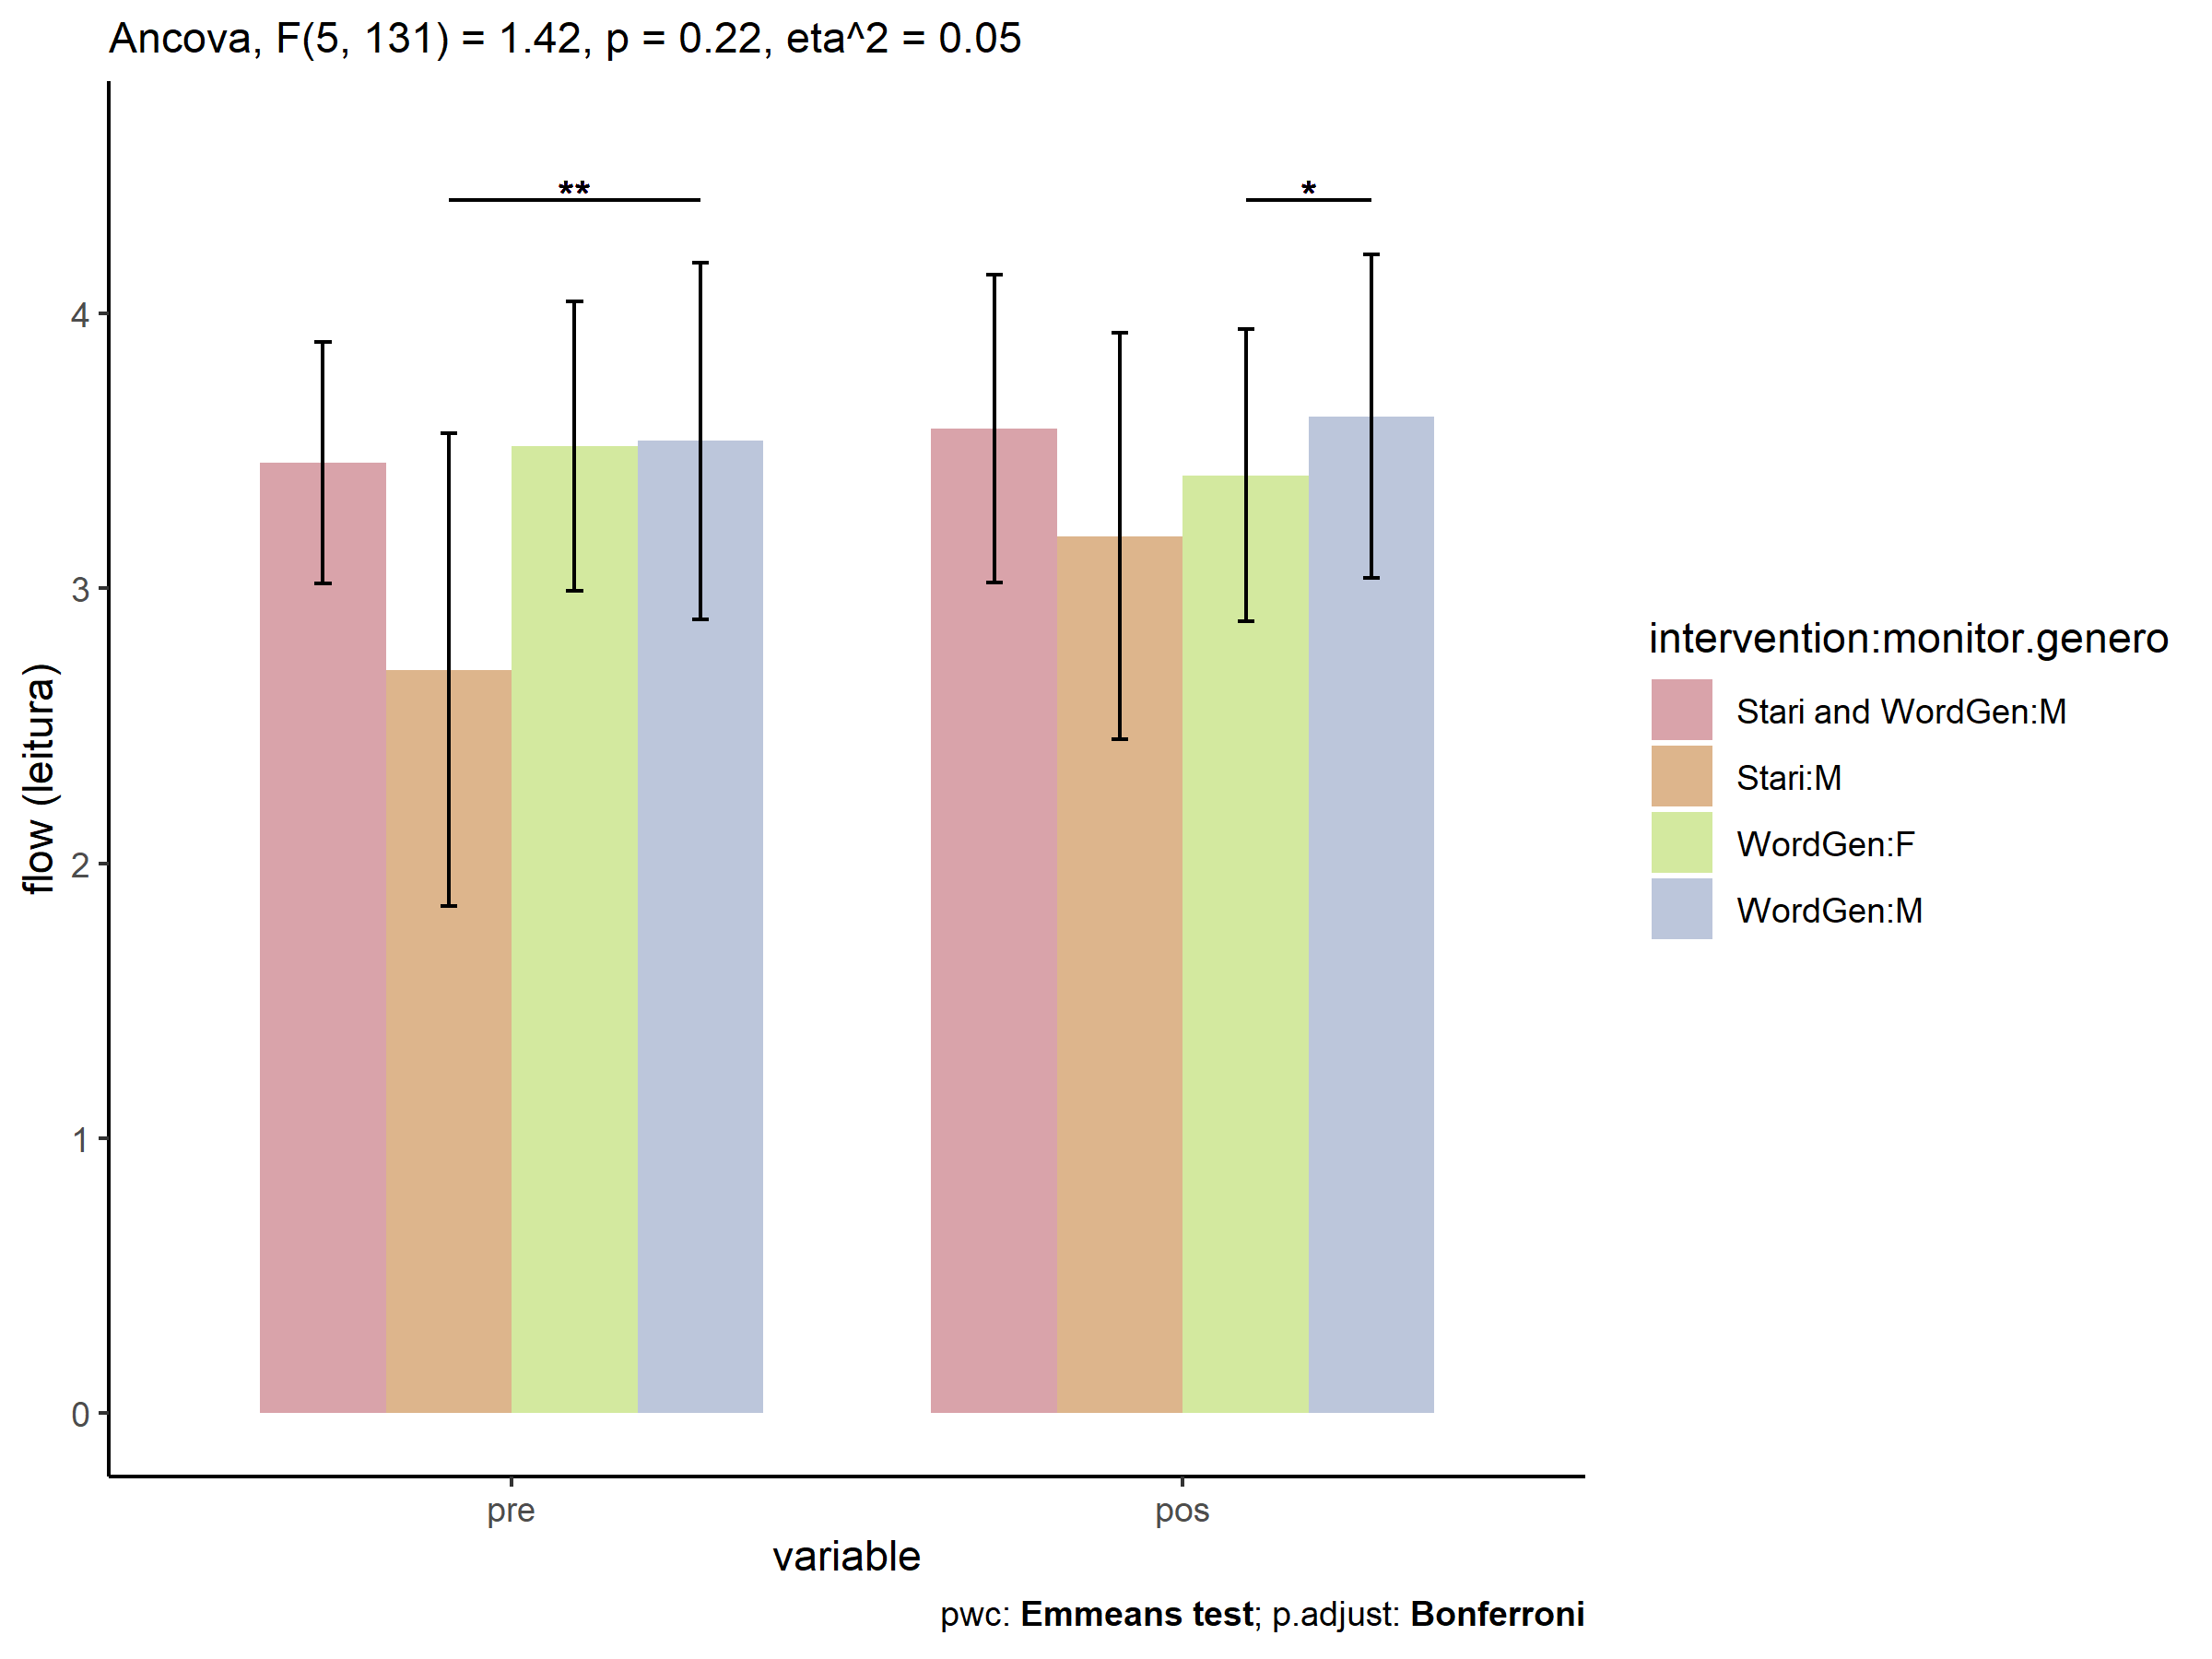 Ancova, F(5, 131) = 1.42, p = 0.22, eta^2 = 0.05
**
*
4
3
2
1
0
flow (leitura)
pre
pos
variable
intervention:monitor.genero
Stari and WordGen:M
Stari:M
WordGen:F
WordGen:M
pwc: Emmeans test; p.adjust: Bonferroni